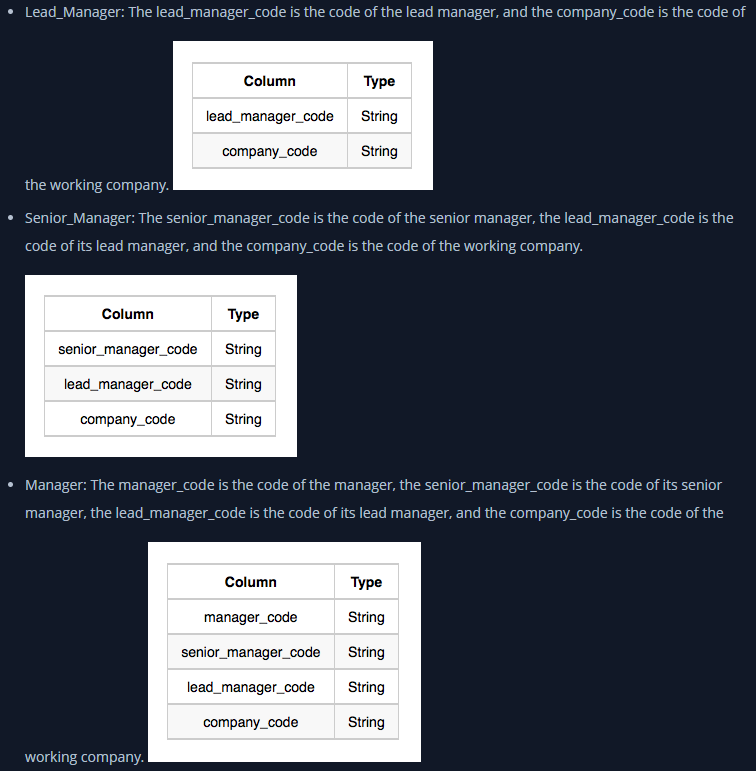 Lead_Manager: The lead_manager_code is the code of the lead manager, and the company_code is the code of
Column Type
lead_manager_code String
company_code String
the working company.
Senior_Manager: The senior_manager_code is the code of the senior manager, the lead_manager_code is the
code of its lead manager, and the company_code is the code of the working company.
Column Type
senior_manager_code String
lead_manager_code String
company_code String
Manager: The manager_code is the code of the manager, the senior_manager_code is the code of its senior
manager, the lead_manager_code is the code of its lead manager, and the company_code is the code of the
Column Type
manager_code String
senior_manager_code String
lead_manager_code String
company_code String
working company.